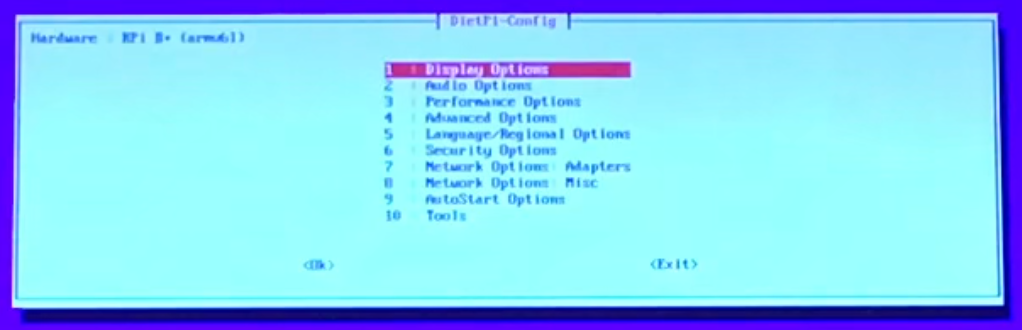 DietPi-Config
Hardware : RPi B+ (armv6l)
1 : Display Options
2 : Audio Options
3 : Performance Options
4 : Advanced Options
5 : Language/Regional Options
6 : Security Options
7 : Network Options: Adapters
8 : Network Options: Misc
9 : AutoStart Options
10 : Tools
<Ok> <Exit>